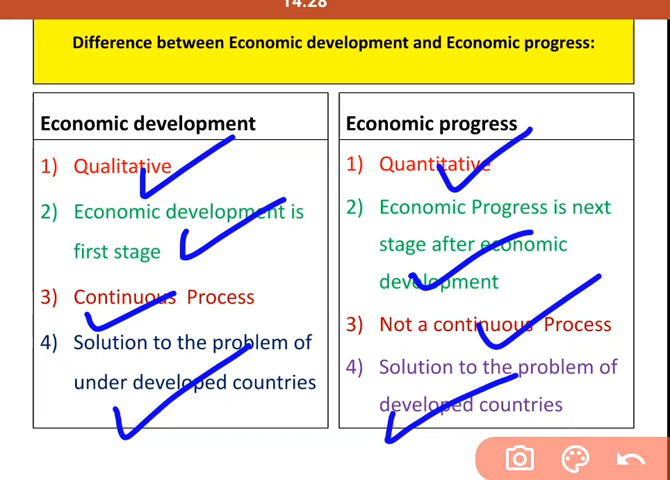 14.28
Difference between Economic development and Economic progress:
Economic development
1) Qualitative
2) Economic development is
first stage
3) Continuous Process
4) Solution to the problem of
under developed countries
Economic progress
1) Quantitative
2) Economic Progress is next
stage after economic
development
3) Not a continuous Process
4) Solution to the problem of
developed countries